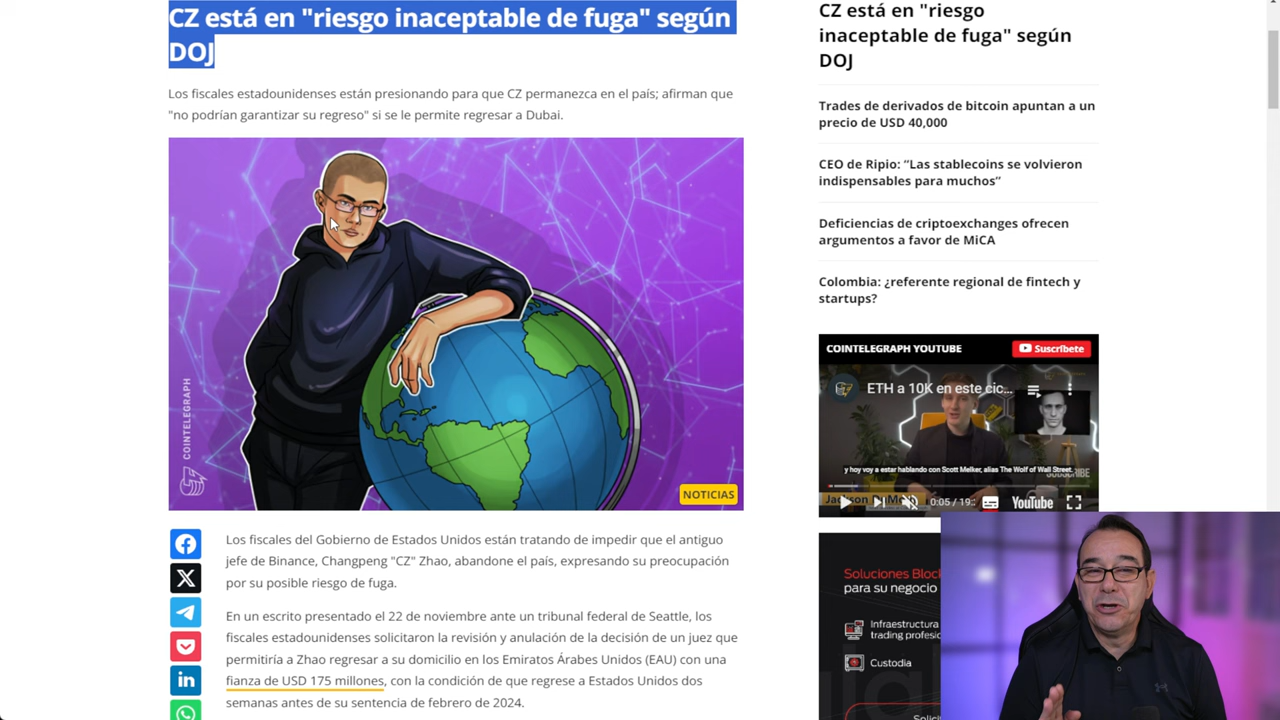 CZ está en "riesgo inaceptable de fuga" según
DOJ
Los fiscales estadounidenses están presionando para que CZ permanezca en el país; afirman que
"no podrían garantizar su regreso" si se le permite regresar a Dubai.
COINTELEGRAPH
NOTICIAS
Los fiscales del Gobierno de Estados Unidos están tratando de impedir que el antiguo
jefe de Binance, Changpeng "CZ" Zhao, abandone el país, expresando su preocupación
por su posible riesgo de fuga.
En un escrito presentado el 22 de noviembre ante un tribunal federal de Seattle, los
fiscales estadounidenses solicitaron la revisión y anulación de la decisión de un juez que
permitiría a Zhao regresar a su domicilio en los Emiratos Árabes Unidos (EAU) con una
fianza de USD 175 millones, con la condición de que regrese a Estados Unidos dos
semanas antes de su sentencia de febrero de 2024.
CZ está en "riesgo
inaceptable de fuga" según
DOJ
Trades de derivados de bitcoin apuntan a un
precio de USD 40,000
CEO de Ripio: “Las stablecoins se volvieron
indispensables para muchos”
Deficiencias de criptoexchanges ofrecen
argumentos a favor de MiCA
Colombia: ¿referente regional de fintech y
startups?
COINTELEGRAPH YOUTUBE
Suscríbete
ETH a 10K en este cic...
y hoy voy a estar hablando con Scott Melker, alias The Wolf of Wall Street.
0:05 / 19:
YouTube
Soluciones Bloc
para su negocio
Infraestructura
trading profesio
Custodia